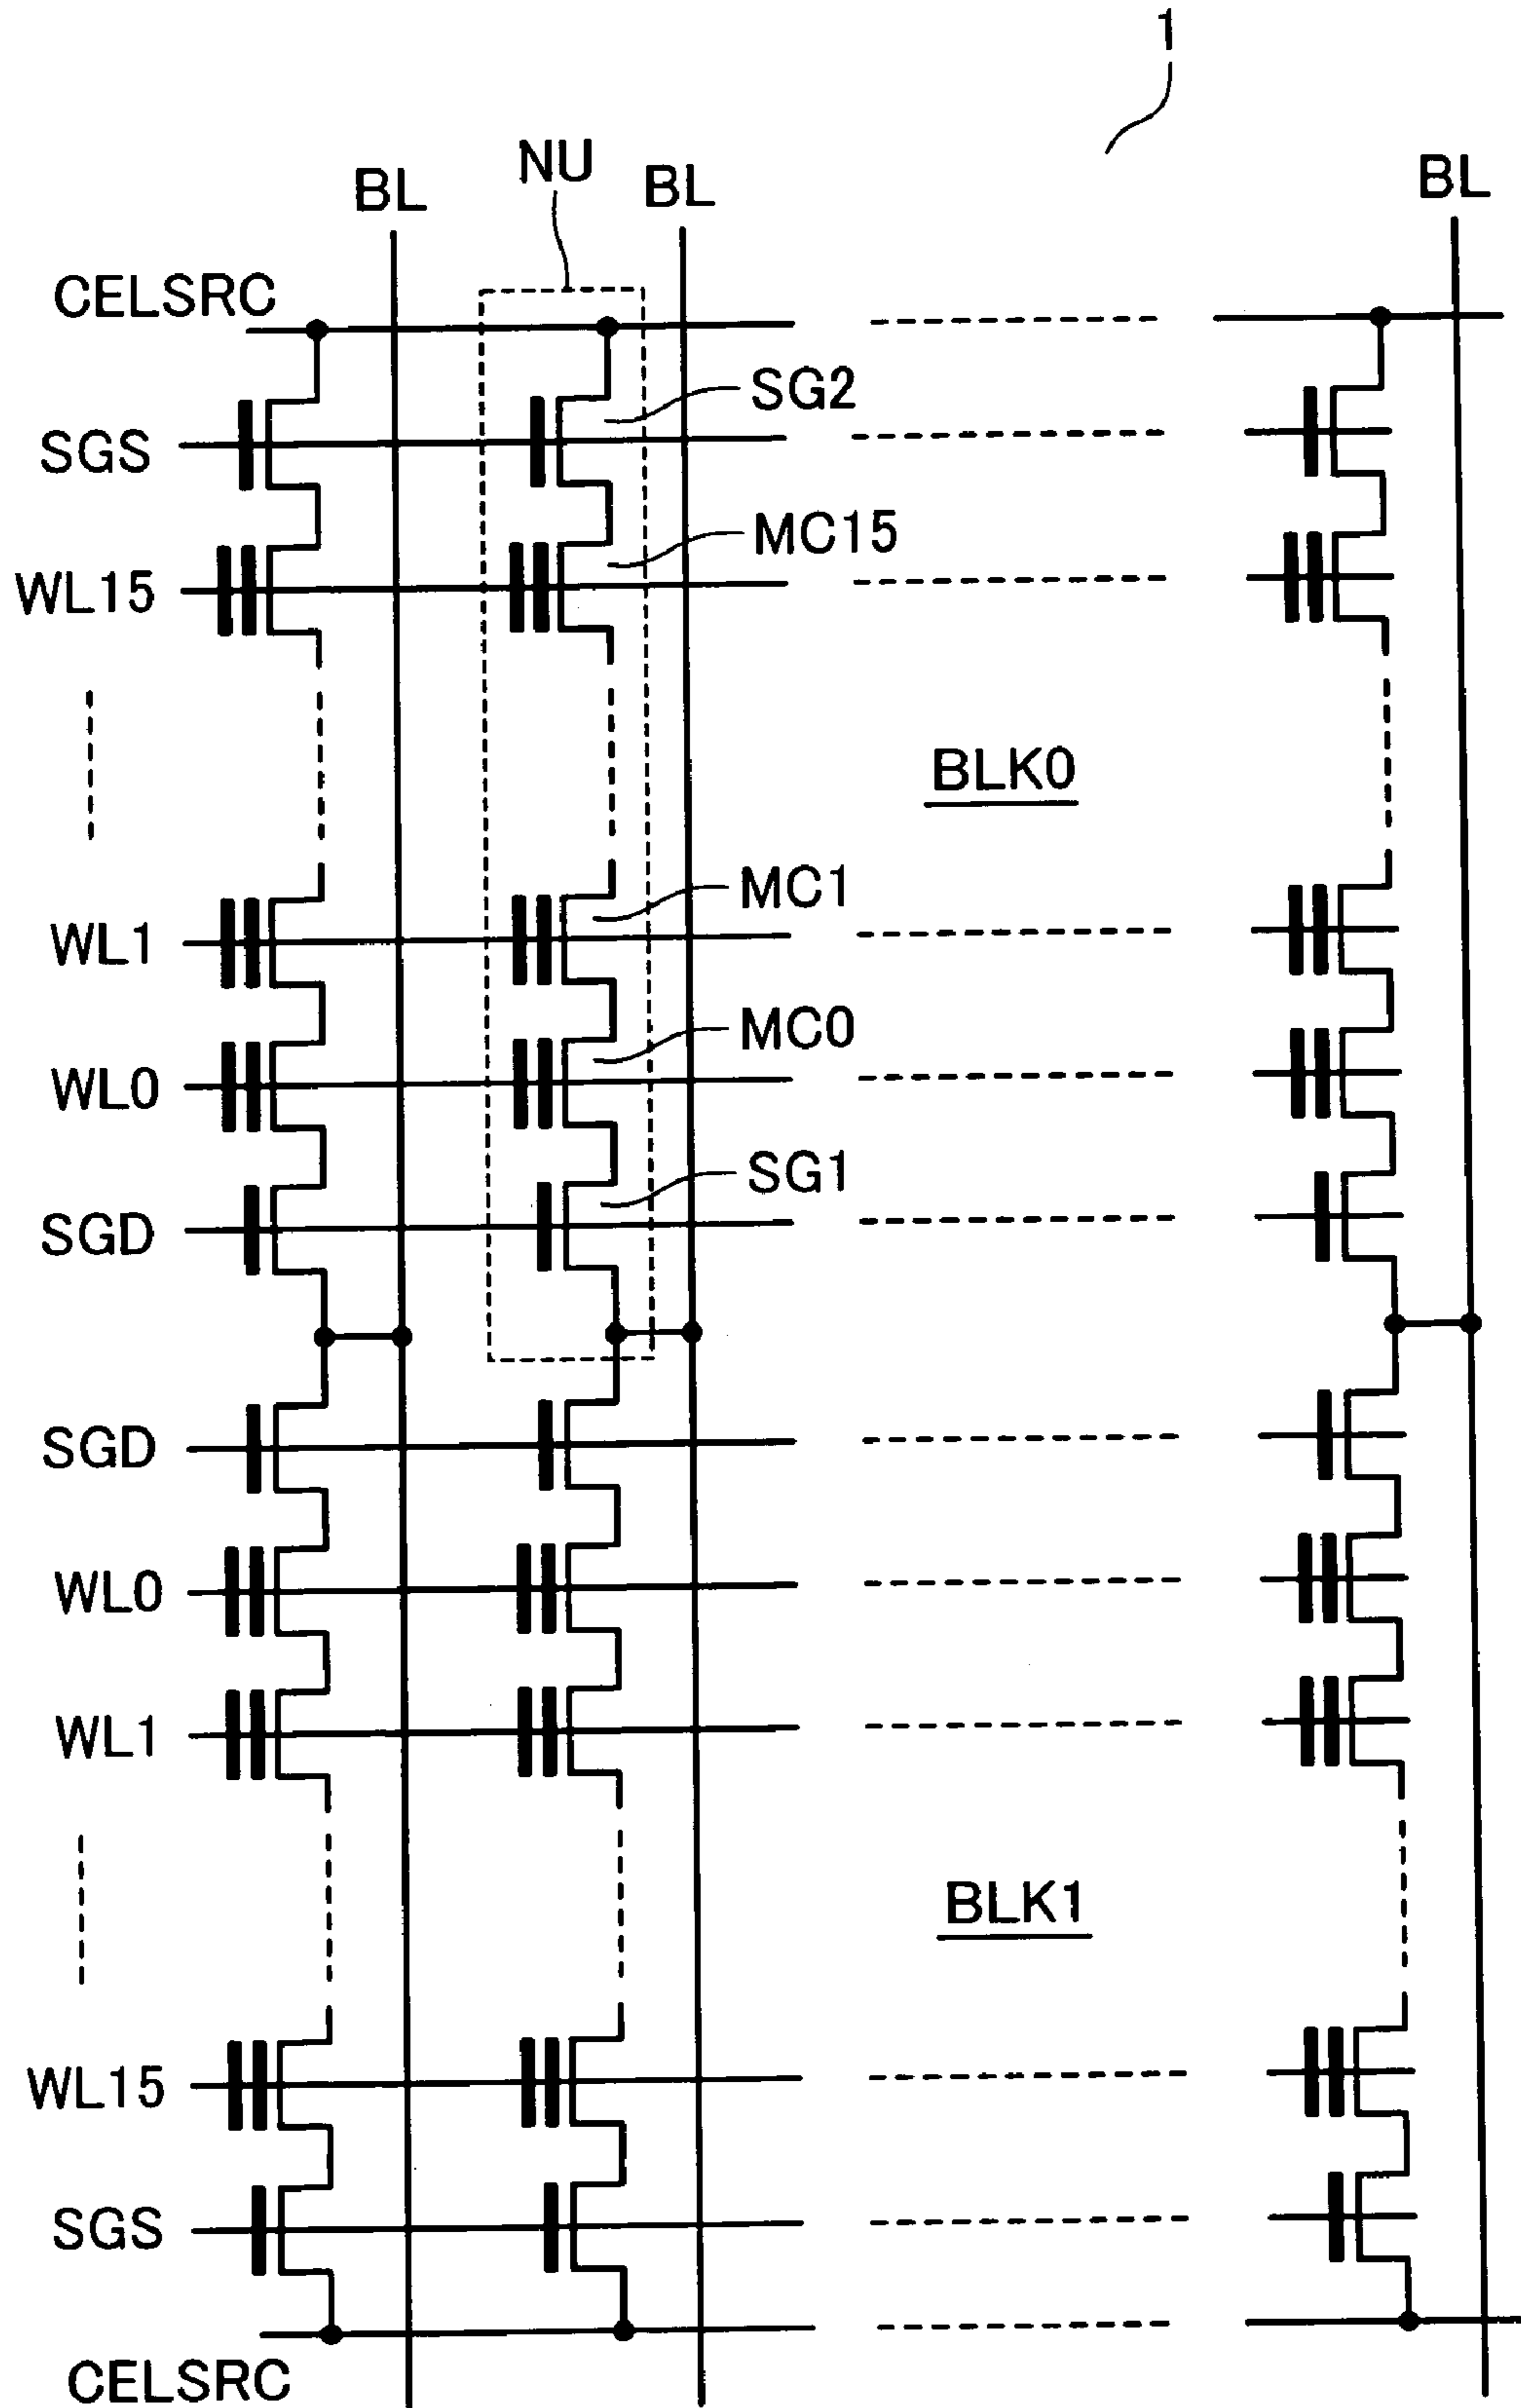 1
NU
BL
BL
BL
CELSRC
SG2
SGS
MC15
WL15
BLK0
MC1
WL1
MC0
WL0
SG1
SGD
SGD
WL0
WL1
BLK1
WL15
SGS
CELSRC